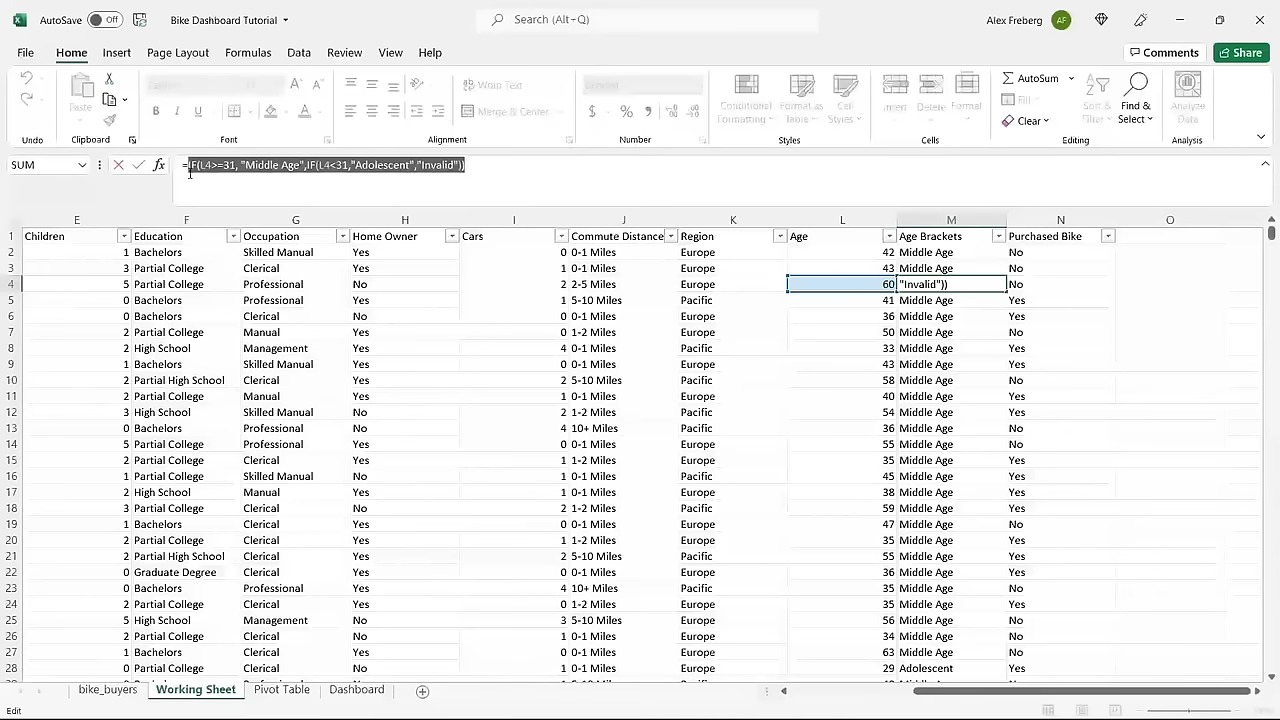 AutoSave Off Bike Dashboard Tutorial Search (Alt+Q) Alex Freberg AF
File Home Insert Page Layout Formulas Data Review View Help Comments Share
Paste Wrap Text Conditional Formatting Format as Table Cell Styles Insert Delete Format AutoSum Sort & Filter Find & Select Analyze Data
B I U A Merge & Center $ % Fill Clear
Undo Clipboard Font Alignment Number Styles Cells Editing Analysis
SUM fx =IF(L4>=31, "Middle Age",IF(L4<31,"Adolescent","Invalid"))
E F G H I J K L M N O
1 Children Education Occupation Home Owner Cars Commute Distance Region Age Age Brackets Purchased Bike
2 1 Bachelors Skilled Manual Yes 0 0-1 Miles Europe 42 Middle Age No
3 3 Partial College Clerical Yes 1 0-1 Miles Europe 43 Middle Age No
4 5 Partial College Professional No 2 2-5 Miles Europe 60 "Invalid")) No
5 0 Bachelors Professional Yes 1 5-10 Miles Pacific 41 Middle Age Yes
6 0 Bachelors Clerical No 0 0-1 Miles Europe 36 Middle Age Yes
7 2 Partial College Manual Yes 0 1-2 Miles Europe 50 Middle Age No
8 2 High School Management Yes 4 0-1 Miles Pacific 33 Middle Age Yes
9 1 Bachelors Skilled Manual Yes 0 0-1 Miles Europe 43 Middle Age Yes
10 2 Partial High School Clerical Yes 2 5-10 Miles Pacific 58 Middle Age No
11 2 Partial College Manual Yes 1 0-1 Miles Europe 40 Middle Age Yes
12 3 High School Skilled Manual No 2 1-2 Miles Pacific 54 Middle Age Yes
13 0 Bachelors Professional No 4 10+ Miles Pacific 36 Middle Age No
14 5 Partial College Professional Yes 0 0-1 Miles Europe 55 Middle Age No
15 2 Partial College Clerical Yes 1 1-2 Miles Europe 35 Middle Age Yes
16 1 Partial College Skilled Manual No 1 0-1 Miles Pacific 45 Middle Age Yes
17 2 High School Manual Yes 1 0-1 Miles Europe 38 Middle Age Yes
18 3 Partial College Clerical No 2 1-2 Miles Pacific 59 Middle Age Yes
19 1 Bachelors Clerical Yes 0 0-1 Miles Europe 47 Middle Age No
20 2 Partial College Clerical Yes 1 1-2 Miles Europe 35 Middle Age Yes
21 2 Partial High School Clerical Yes 2 5-10 Miles Pacific 55 Middle Age Yes
22 0 Graduate Degree Clerical Yes 0 0-1 Miles Europe 36 Middle Age Yes
23 0 Bachelors Professional Yes 4 10+ Miles Pacific 35 Middle Age No
24 2 Partial College Clerical Yes 0 1-2 Miles Europe 35 Middle Age Yes
25 5 High School Management No 3 5-10 Miles Europe 56 Middle Age No
26 2 Partial College Clerical No 1 0-1 Miles Europe 34 Middle Age No
27 1 Bachelors Clerical Yes 0 0-1 Miles Europe 63 Middle Age No
28 0 Partial College Clerical No 1 0-1 Miles Europe 29 Adolescent Yes
bike_buyers Working Sheet Pivot Table Dashboard
Edit